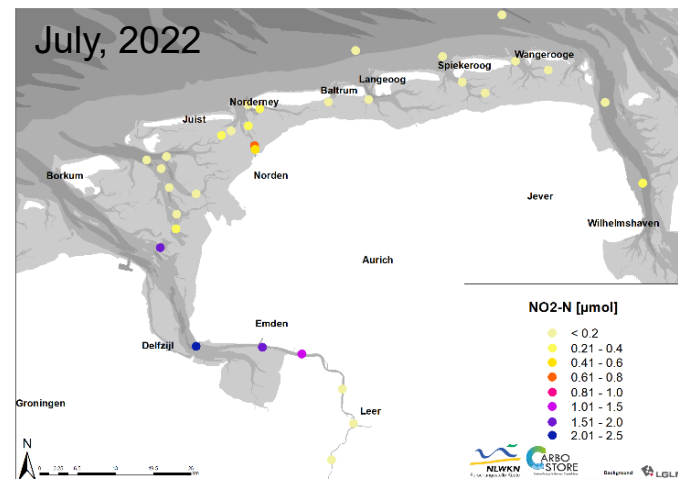 July, 2022
Wangerooge
Spiekeroog
Langeoog
Baltrum
Norderney
Juist
Borkum
Norden
Jever
Wilhelmshaven
Aurich
Emden
Delfzijl
Groningen
Leer
NO2-N [µmol]
< 0.2
0.21 - 0.4
0.41 - 0.6
0.61 - 0.8
0.81 - 1.0
1.01 - 1.5
1.51 - 2.0
2.01 - 2.5
N
0
NLWKN
CARBO
STORE
Background
LGLN